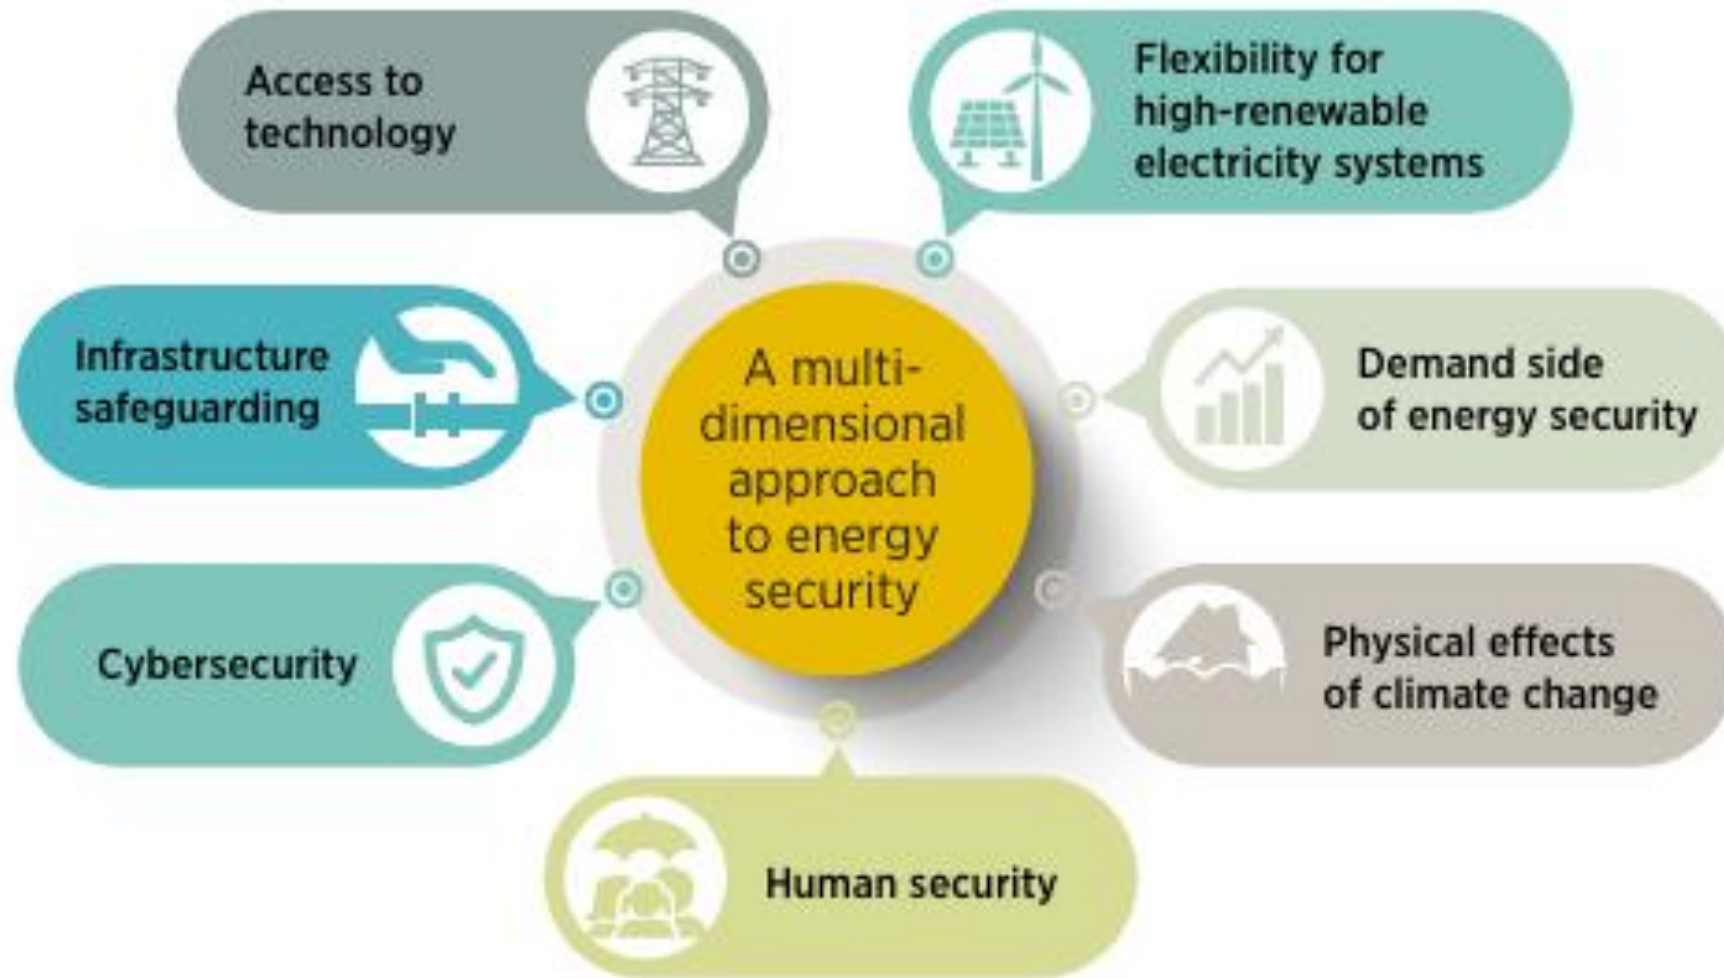 Access to
technology
Flexibility for
high-renewable
electricity systems
Infrastructure
safeguarding
A multi-
dimensional
approach
to energy
security
Demand side
of energy security
Cybersecurity
Physical effects
of climate change
Human security